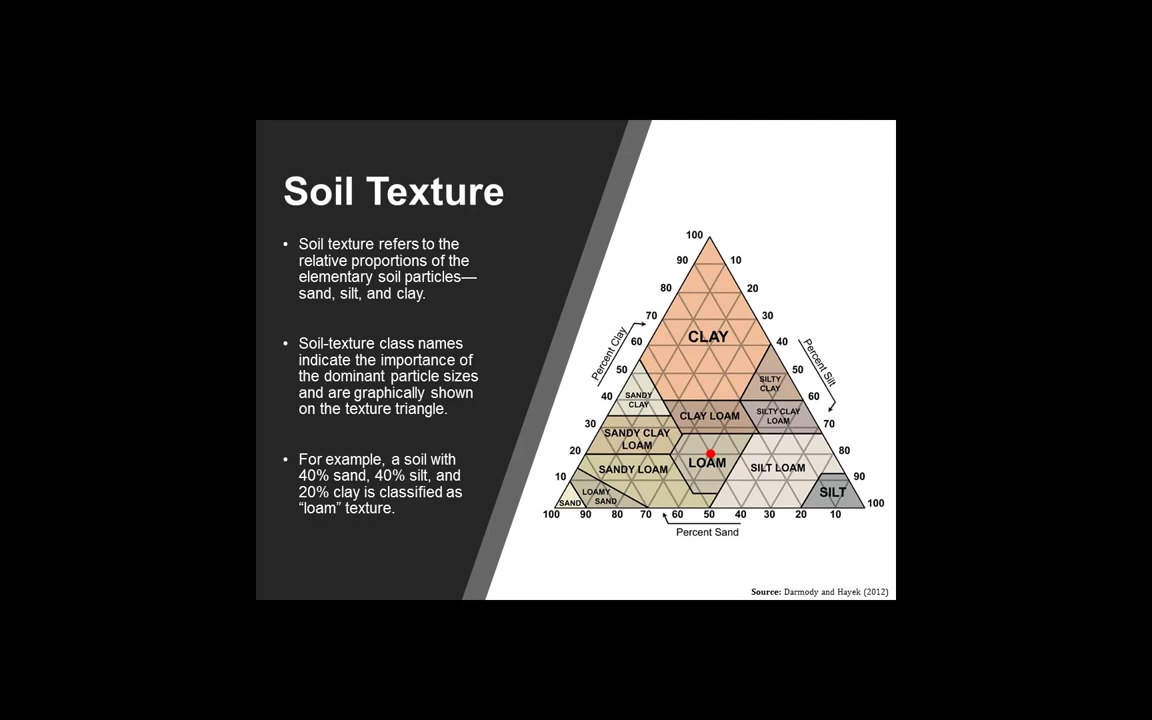 Soil Texture
• Soil texture refers to the
relative proportions of the
elementary soil particles—
sand, silt, and clay.
• Soil-texture class names
indicate the importance of
the dominant particle sizes
and are graphically shown
on the texture triangle.
• For example, a soil with
40% sand, 40% silt, and
20% clay is classified as
“loam” texture.
100
90 10
80 20
70 30
60 CLAY 40
Percent Clay
Percent Silt
50 SILTY 50
CLAY
40 SANDY 60
CLAY
CLAY LOAM
SILTY CLAY
LOAM
30 70
SANDY CLAY
LOAM
20 80
LOAM
SANDY LOAM
SILT LOAM
10 90
SILT
LOAMY
SAND
SAND
100 90 80 70 60 50 40 30 20 10 100
Percent Sand
Source: Darmody and Hayek (2012)